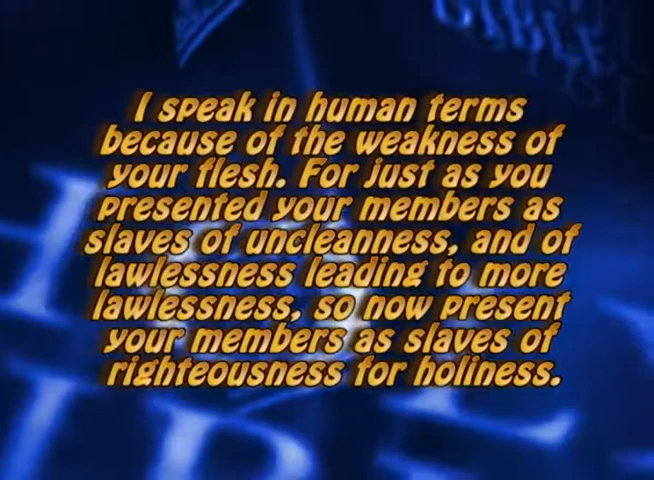 I speak in human terms
because of the weakness of
your flesh. For just as you
presented your members as
slaves of uncleanness, and of
lawlessness leading to more
lawlessness, so now present
your members as slaves of
righteousness for holiness.